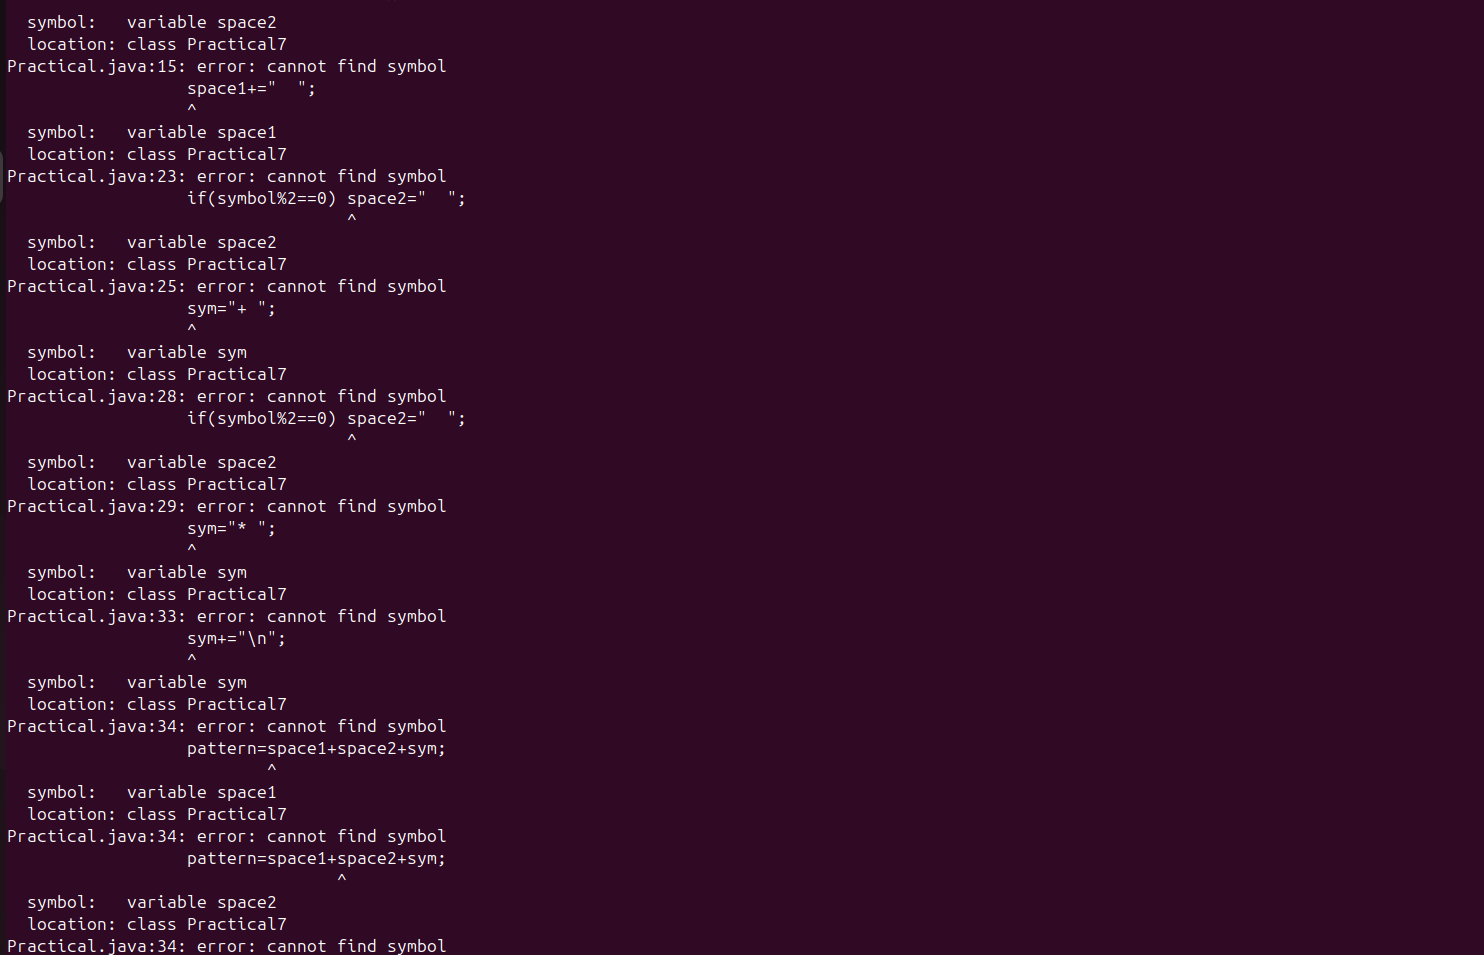 symbol:   variable space2
  location: class Practical7
Practical.java:15: error: cannot find symbol
                  space1+="  ";
                  ^
  symbol:   variable space1
  location: class Practical7
Practical.java:23: error: cannot find symbol
                  if(symbol%2==0) space2="  ";
                                  ^
  symbol:   variable space2
  location: class Practical7
Practical.java:25: error: cannot find symbol
                  sym="+ ";
                  ^
  symbol:   variable sym
  location: class Practical7
Practical.java:28: error: cannot find symbol
                  if(symbol%2==0) space2="  ";
                                  ^
  symbol:   variable space2
  location: class Practical7
Practical.java:29: error: cannot find symbol
                  sym="* ";
                  ^
  symbol:   variable sym
  location: class Practical7
Practical.java:33: error: cannot find symbol
                  sym+="\n";
                  ^
  symbol:   variable sym
  location: class Practical7
Practical.java:34: error: cannot find symbol
                  pattern=space1+space2+sym;
                          ^
  symbol:   variable space1
  location: class Practical7
Practical.java:34: error: cannot find symbol
                  pattern=space1+space2+sym;
                                 ^
  symbol:   variable space2
  location: class Practical7
Practical.java:34: error: cannot find symbol